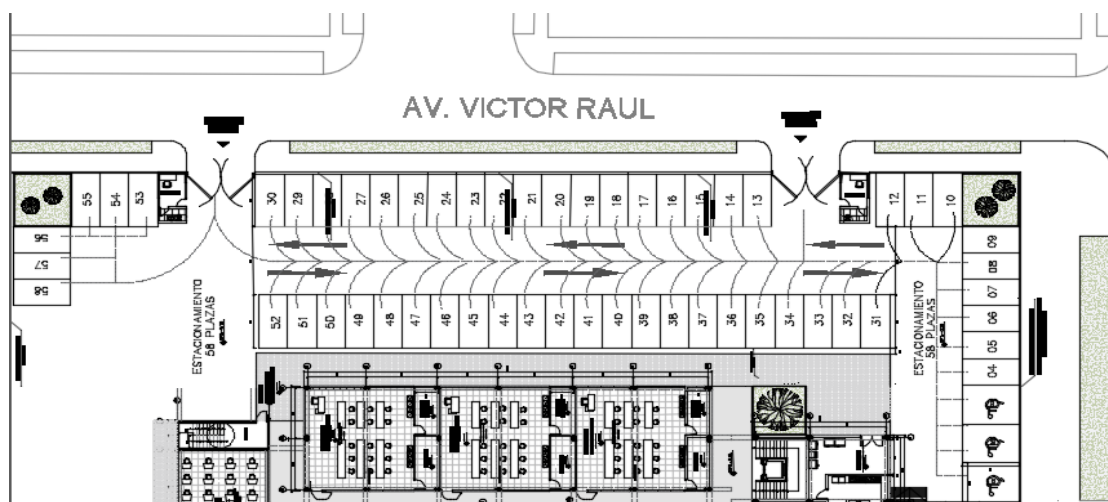 AV. VICTOR RAUL
55 54 53
30 29 27 26 25 24 23 22 21 20 19 18 17 16 15 14 13
12 11 10
56
57
58
09
08
07
06
05
04
52 51 50 49 48 47 46 45 44 43 42 41 40 39 38 37 36 35 34 33 32 31
ESTACIONAMIENTO
58 PLAZAS
ESTACIONAMIENTO
58 PLAZAS